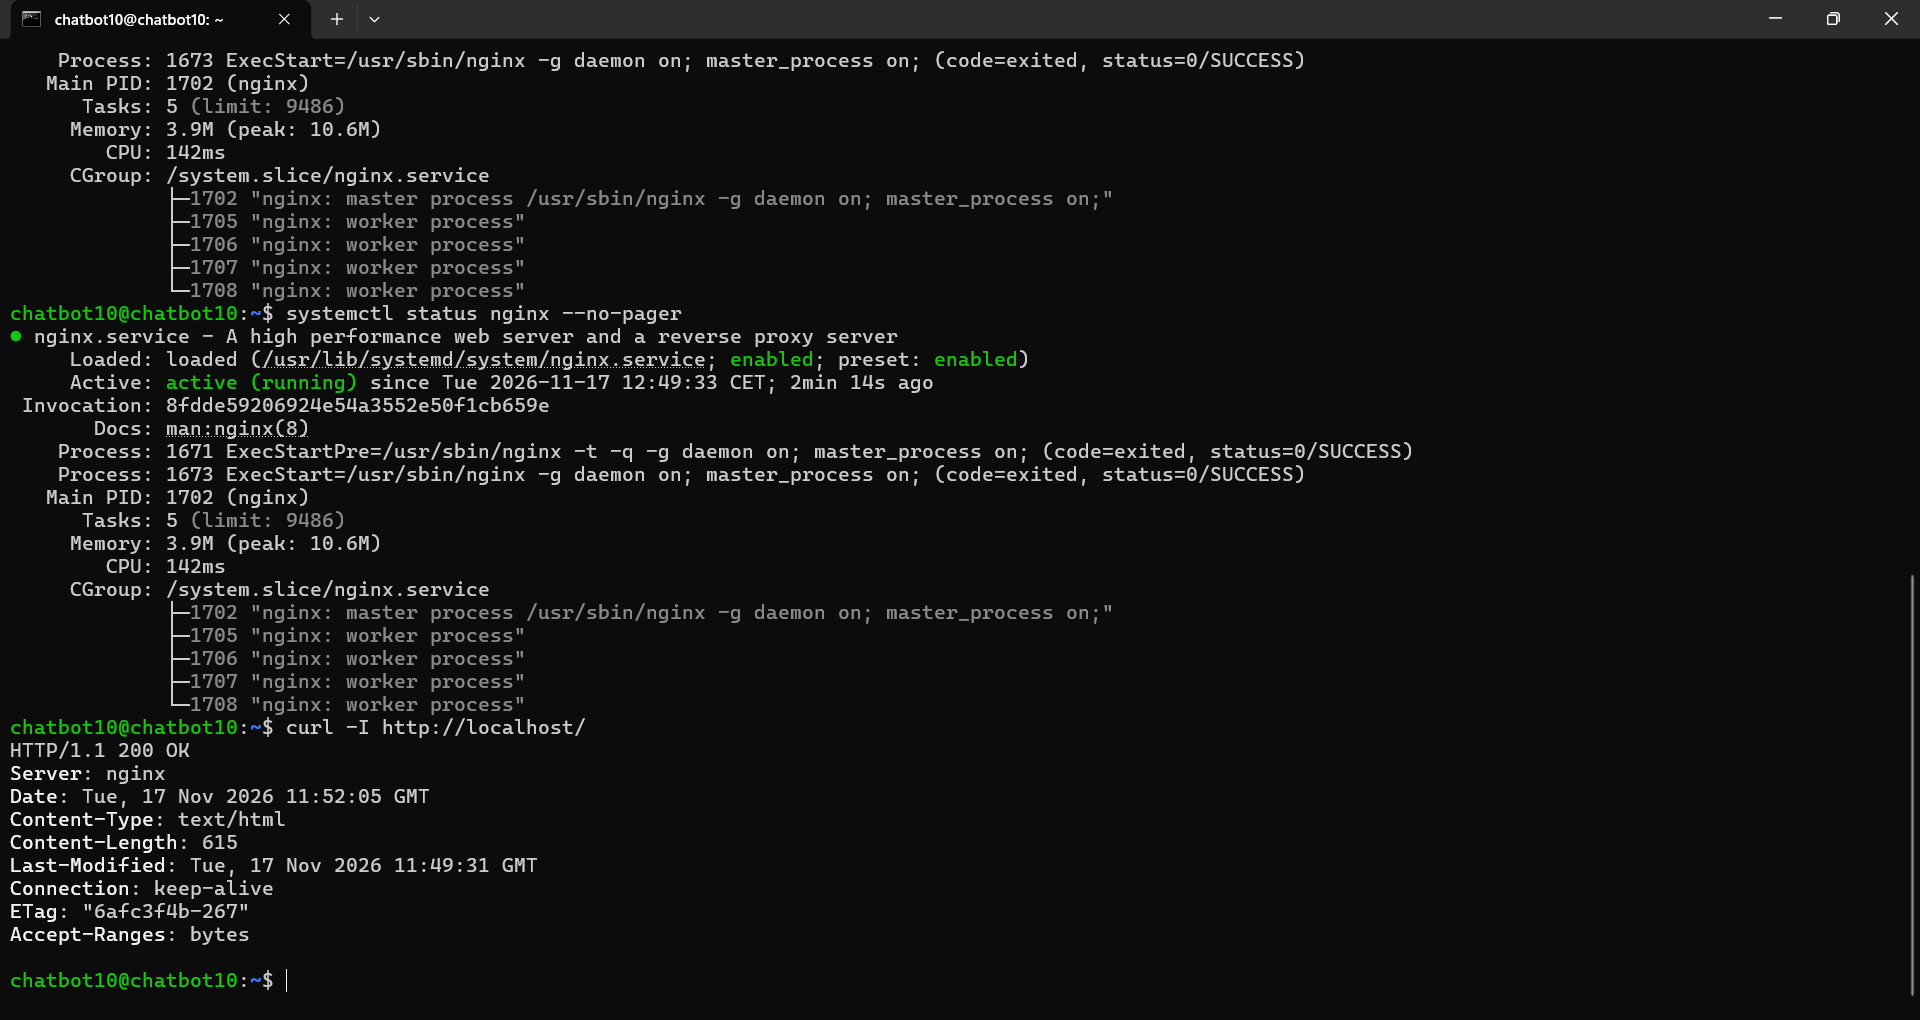 chatbot10@chatbot10: ~
Process: 1673 ExecStart=/usr/sbin/nginx -g daemon on; master_process on; (code=exited, status=0/SUCCESS)
Main PID: 1702 (nginx)
Tasks: 5 (limit: 9486)
Memory: 3.9M (peak: 10.6M)
CPU: 142ms
CGroup: /system.slice/nginx.service
├─1702 "nginx: master process /usr/sbin/nginx -g daemon on; master_process on;"
├─1705 "nginx: worker process"
├─1706 "nginx: worker process"
├─1707 "nginx: worker process"
└─1708 "nginx: worker process"
chatbot10@chatbot10:~$ systemctl status nginx --no-pager
● nginx.service - A high performance web server and a reverse proxy server
Loaded: loaded (/usr/lib/systemd/system/nginx.service; enabled; preset: enabled)
Active: active (running) since Tue 2026-11-17 12:49:33 CET; 2min 14s ago
Invocation: 8fdde59206924e54a3552e50f1cb659e
Docs: man:nginx(8)
Process: 1671 ExecStartPre=/usr/sbin/nginx -t -q -g daemon on; master_process on; (code=exited, status=0/SUCCESS)
Process: 1673 ExecStart=/usr/sbin/nginx -g daemon on; master_process on; (code=exited, status=0/SUCCESS)
Main PID: 1702 (nginx)
Tasks: 5 (limit: 9486)
Memory: 3.9M (peak: 10.6M)
CPU: 142ms
CGroup: /system.slice/nginx.service
├─1702 "nginx: master process /usr/sbin/nginx -g daemon on; master_process on;"
├─1705 "nginx: worker process"
├─1706 "nginx: worker process"
├─1707 "nginx: worker process"
└─1708 "nginx: worker process"
chatbot10@chatbot10:~$ curl -I http://localhost/
HTTP/1.1 200 OK
Server: nginx
Date: Tue, 17 Nov 2026 11:52:05 GMT
Content-Type: text/html
Content-Length: 615
Last-Modified: Tue, 17 Nov 2026 11:49:31 GMT
Connection: keep-alive
ETag: "6afc3f4b-267"
Accept-Ranges: bytes
chatbot10@chatbot10:~$